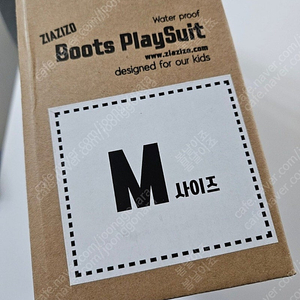 Water proof
ZIAZIZO
Boots PlaySuit
www.ziazizo.com
designed for our kids
M 사이즈